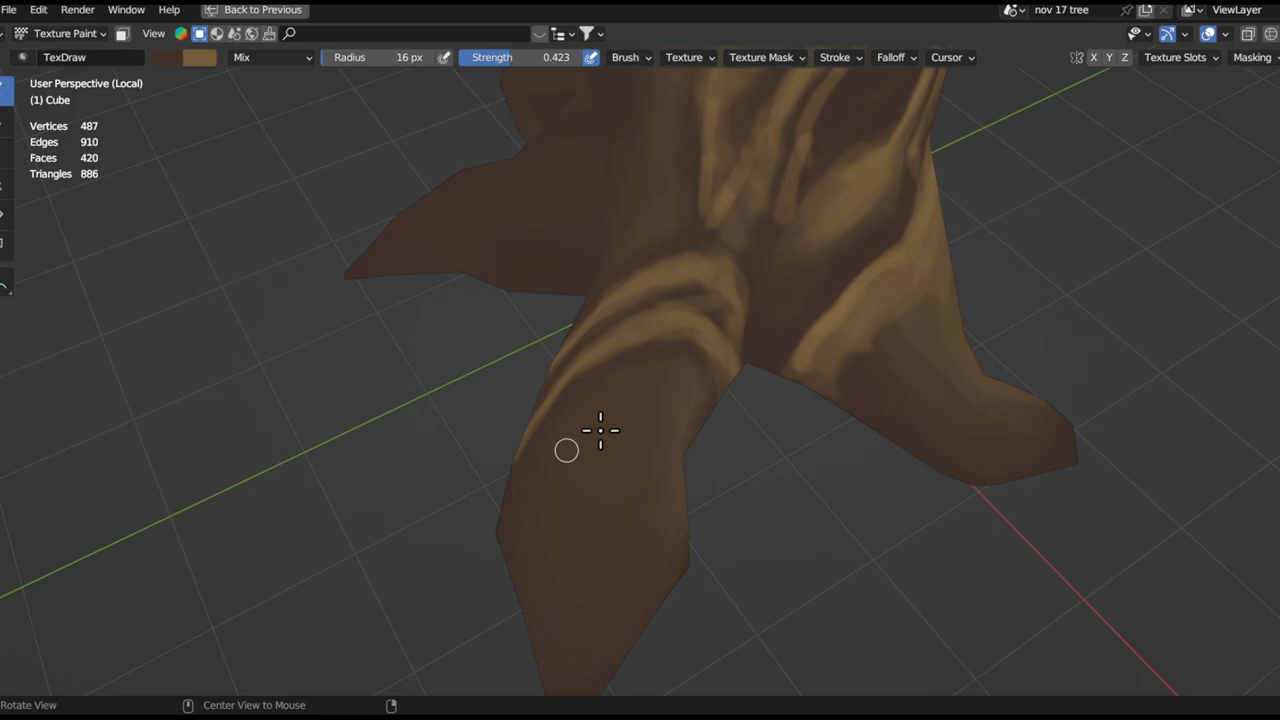 File Edit Render Window Help Back to Previous nov 17 tree ViewLayer
Texture Paint View
TexDraw Mix Radius 16 px Strength 0.423 Brush Texture Texture Mask Stroke Falloff Cursor X Y Z Texture Slots Masking
User Perspective (Local)
(1) Cube
Vertices 487
Edges 910
Faces 420
Triangles 886
Rotate View Center View to Mouse